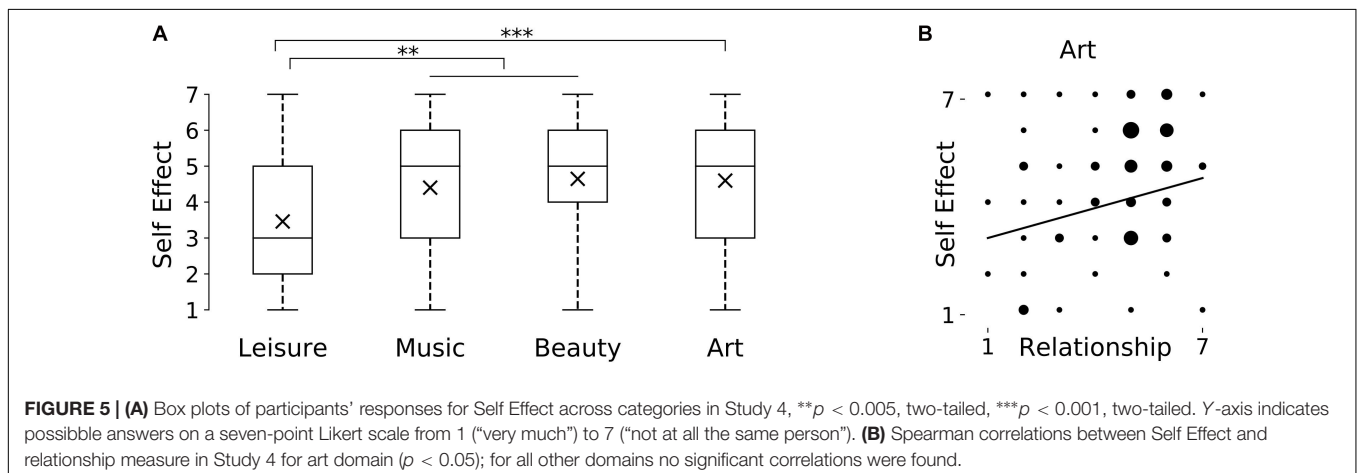 A
B
***
**
Art
7
6
5
4
3
2
1
Self Effect
Leisure Music Beauty Art
7
Self Effect
1
1 Relationship 7
FIGURE 5 | (A) Box plots of participants’ responses for Self Effect across categories in Study 4, **p < 0.005, two-tailed, ***p < 0.001, two-tailed. Y-axis indicates
possibble answers on a seven-point Likert scale from 1 (“very much”) to 7 (“not at all the same person”). (B) Spearman correlations between Self Effect and
relationship measure in Study 4 for art domain (p < 0.05); for all other domains no significant correlations were found.